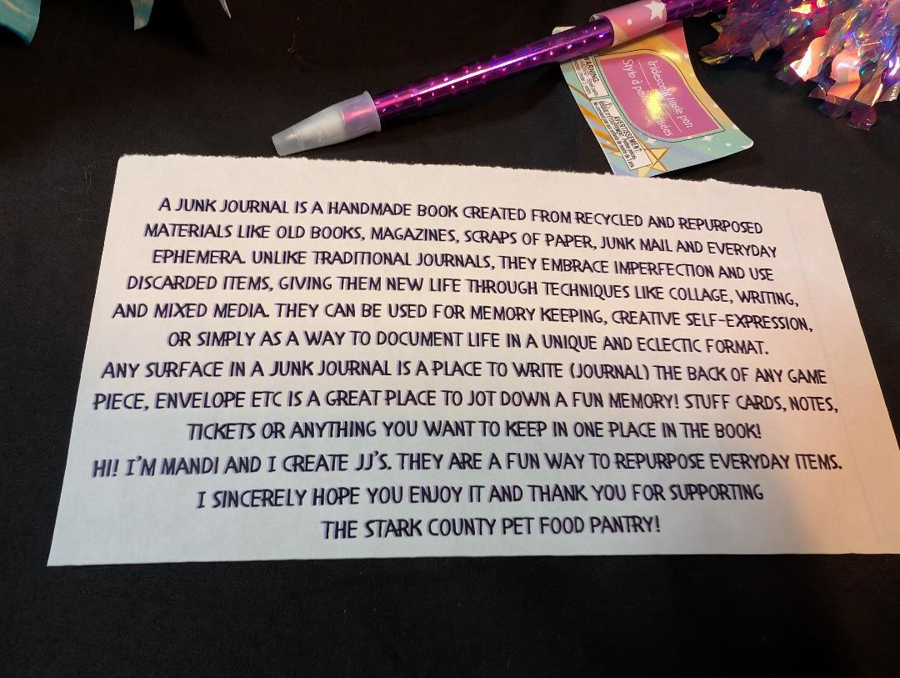 Iridescent tassle pen
Stylo à
WARNING
AVERTISSEMENT
A JUNK JOURNAL IS A HANDMADE BOOK CREATED FROM RECYCLED AND REPURPOSED
MATERIALS LIKE OLD BOOKS, MAGAZINES, SCRAPS OF PAPER, JUNK MAIL AND EVERYDAY
EPHEMERA. UNLIKE TRADITIONAL JOURNALS, THEY EMBRACE IMPERFECTION AND USE
DISCARDED ITEMS, GIVING THEM NEW LIFE THROUGH TECHNIQUES LIKE COLLAGE, WRITING,
AND MIXED MEDIA. THEY CAN BE USED FOR MEMORY KEEPING, CREATIVE SELF-EXPRESSION,
OR SIMPLY AS A WAY TO DOCUMENT LIFE IN A UNIQUE AND ECLECTIC FORMAT.
ANY SURFACE IN A JUNK JOURNAL IS A PLACE TO WRITE (JOURNAL) THE BACK OF ANY GAME
PIECE, ENVELOPE ETC IS A GREAT PLACE TO JOT DOWN A FUN MEMORY! STUFF CARDS, NOTES,
TICKETS OR ANYTHING YOU WANT TO KEEP IN ONE PLACE IN THE BOOK!
HI! I'M MANDI AND I CREATE JJ'S. THEY ARE A FUN WAY TO REPURPOSE EVERYDAY ITEMS.
I SINCERELY HOPE YOU ENJOY IT AND THANK YOU FOR SUPPORTING
THE STARK COUNTY PET FOOD PANTRY!